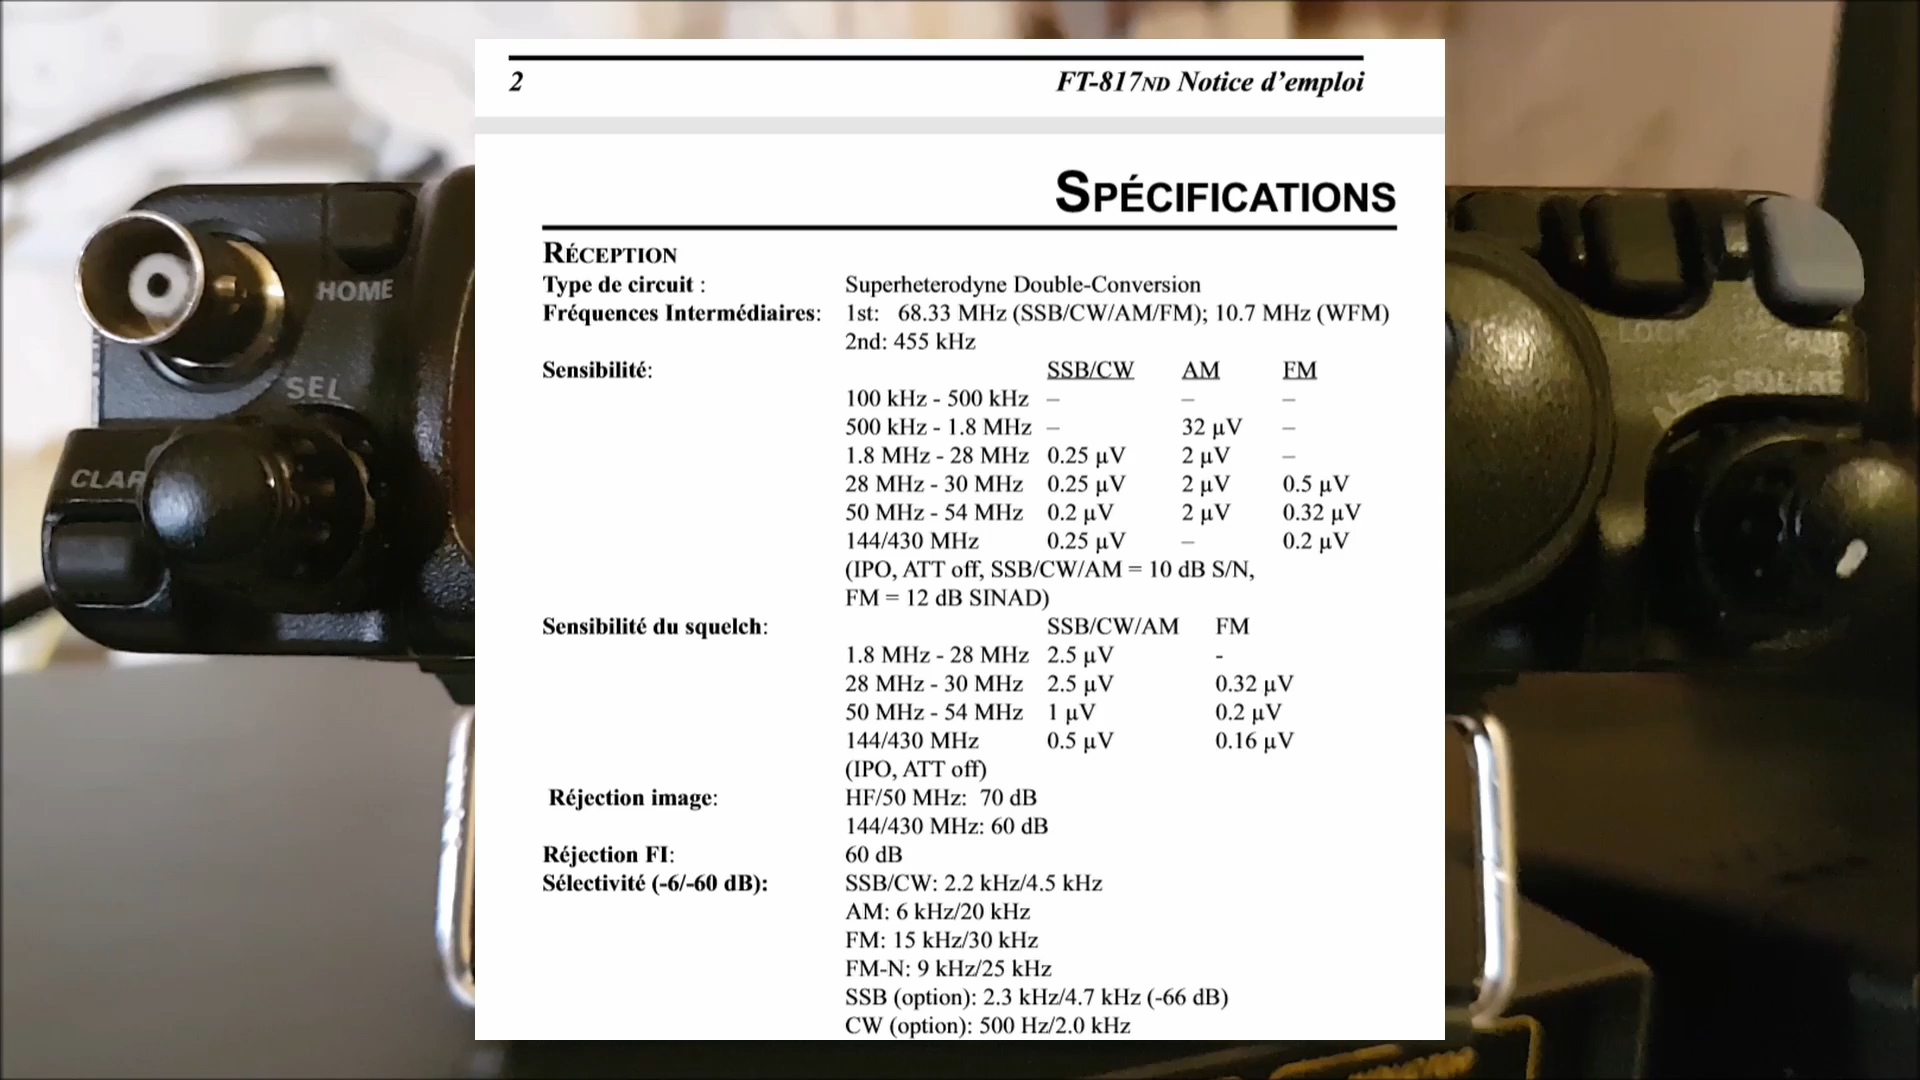 2 FT-817ND Notice d'emploi
SPÉCIFICATIONS
RÉCEPTION
Type de circuit : Superheterodyne Double-Conversion
Fréquences Intermédiaires: 1st: 68.33 MHz (SSB/CW/AM/FM); 10.7 MHz (WFM)
2nd: 455 kHz
Sensibilité: SSB/CW AM FM
100 kHz - 500 kHz – – –
500 kHz - 1.8 MHz – 32 µV –
1.8 MHz - 28 MHz 0.25 µV 2 µV –
28 MHz - 30 MHz 0.25 µV 2 µV 0.5 µV
50 MHz - 54 MHz 0.2 µV 2 µV 0.32 µV
144/430 MHz 0.25 µV – 0.2 µV
(IPO, ATT off, SSB/CW/AM = 10 dB S/N,
FM = 12 dB SINAD)
Sensibilité du squelch: SSB/CW/AM FM
1.8 MHz - 28 MHz 2.5 µV -
28 MHz - 30 MHz 2.5 µV 0.32 µV
50 MHz - 54 MHz 1 µV 0.2 µV
144/430 MHz 0.5 µV 0.16 µV
(IPO, ATT off)
Réjection image: HF/50 MHz: 70 dB
144/430 MHz: 60 dB
Réjection FI: 60 dB
Sélectivité (-6/-60 dB): SSB/CW: 2.2 kHz/4.5 kHz
AM: 6 kHz/20 kHz
FM: 15 kHz/30 kHz
FM-N: 9 kHz/25 kHz
SSB (option): 2.3 kHz/4.7 kHz (-66 dB)
CW (option): 500 Hz/2.0 kHz
HOME
SEL
CLAR
LOCK